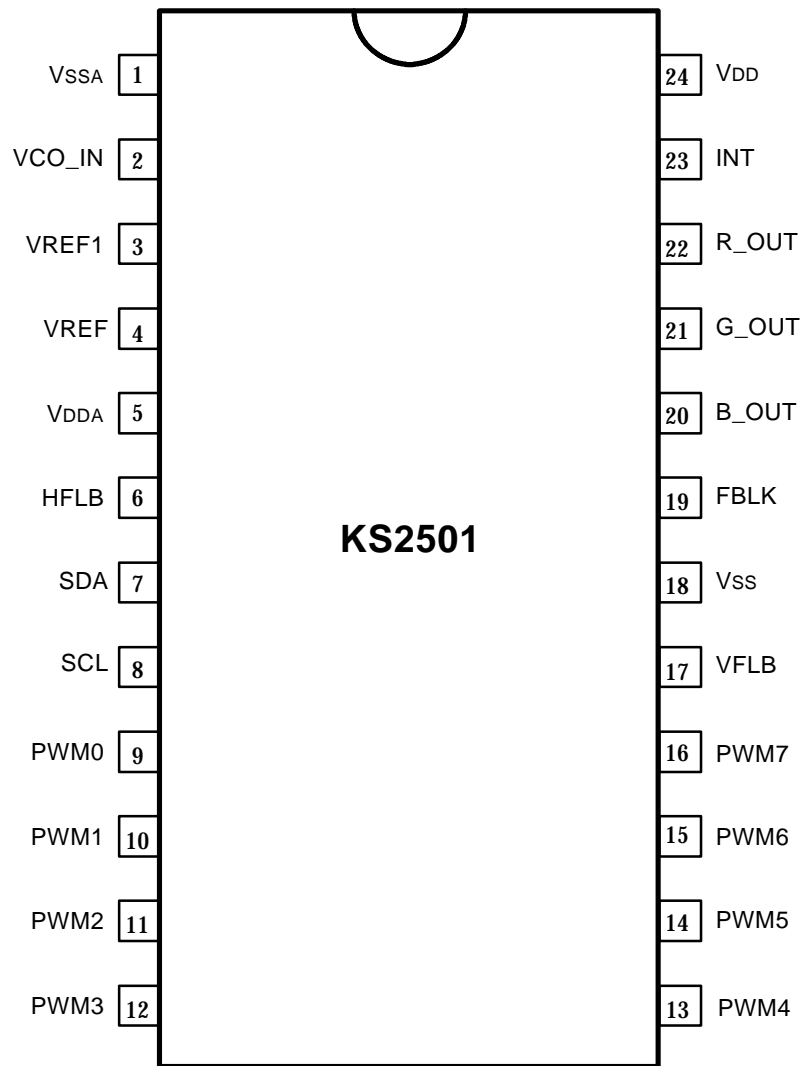 VSSA 1 24 VDD
VCO_IN 2 23 INT
VREF1 3 22 R_OUT
VREF 4 21 G_OUT
VDDA 5 20 B_OUT
HFLB 6 19 FBLK
KS2501
SDA 7 18 VSS
SCL 8 17 VFLB
PWM0 9 16 PWM7
PWM1 10 15 PWM6
PWM2 11 14 PWM5
PWM3 12 13 PWM4